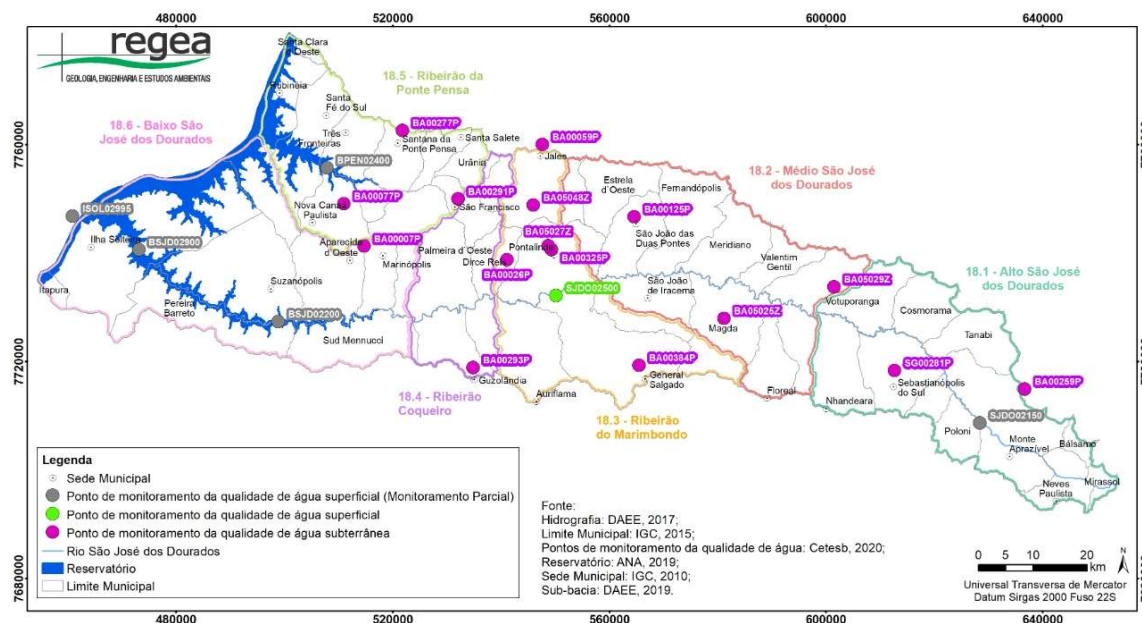 480000 520000 560000 600000 640000
regea
GEOLOGIA, ENGENHARIA E ESTUDOS AMBIENTAIS
Santa Clara
Oeste
18.5 - Ribeirão da
Ponte Pensa
Rubinéia
Santa
Fé do Sul
BA00277P
18.6 - Baixo São
José dos Dourados
Três
Fronteiras
Santana da
Ponte Pensa
Santa Salete
BA00059P
Jales
7760000
BPEN02400
Urânia
18.2 - Médio São José
dos Dourados
Estrela
d'Oeste
Fernandópolis
BA00077P
BA00291P
BA05048Z
Nova Canaã
Paulista
São Francisco
BA00125P
ISOL02995
São João das
Duas Pontes
BA05027Z
Ilha Solteira
BSJD02900
BA00007P
Palmeira d'Oeste
Pontalinda
Meridiano
Aparecida
d'Oeste
Marinópolis
Dirce Reis
BA00325P
Valentim
Gentil
BA00026P
18.1 - Alto São José
dos Dourados
Itapura
Suzanápolis
SJDO02500
São João
de Iracema
BA05029Z
Votuporanga
Pereira
Barreto
Cosmorama
BSJD02200
BA05025Z
Magda
Tanabi
Sud Mennucci
7720000
BA00293P
BA00384P
SG00281P
Guzolândia
General
Salgado
Sebastianópolis
do Sul
BA00259P
18.4 - Ribeirão
Coqueiro
Auriflama
Floreal
Nhandeara
18.3 - Ribeirão
do Marimbondo
SJDO02150
Poloni
Monte
Aprazível
Bálsamo
Neves
Paulista
Mirassol
Legenda
Sede Municipal
Ponto de monitoramento da qualidade de água superficial (Monitoramento Parcial)
Ponto de monitoramento da qualidade de água superficial
Ponto de monitoramento da qualidade de água subterrânea
Rio São José dos Dourados
Reservatório
Limite Municipal
Fonte:
Hidrografia: DAEE, 2017;
Limite Municipal: IGC, 2015;
Pontos de monitoramento da qualidade de água: Cetesb, 2020;
Reservatório: ANA, 2019;
Sede Municipal: IGC, 2010;
Sub-bacia: DAEE, 2019.
0 5 10 20
km
N
Universal Transversa de Mercator
Datum Sirgas 2000 Fuso 22S
7680000
480000 520000 560000 600000 640000